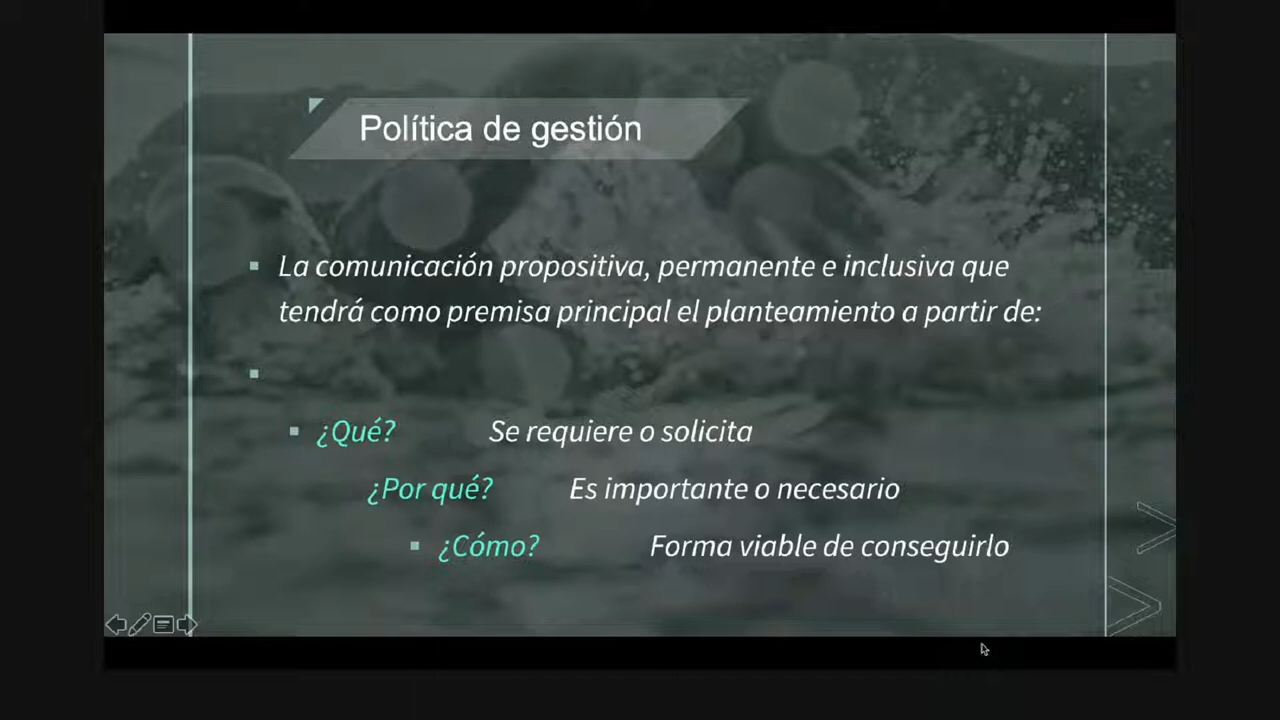 Política de gestión
La comunicación propositiva, permanente e inclusiva que
tendrá como premisa principal el planteamiento a partir de:
¿Qué? Se requiere o solicita
¿Por qué? Es importante o necesario
¿Cómo? Forma viable de conseguirlo